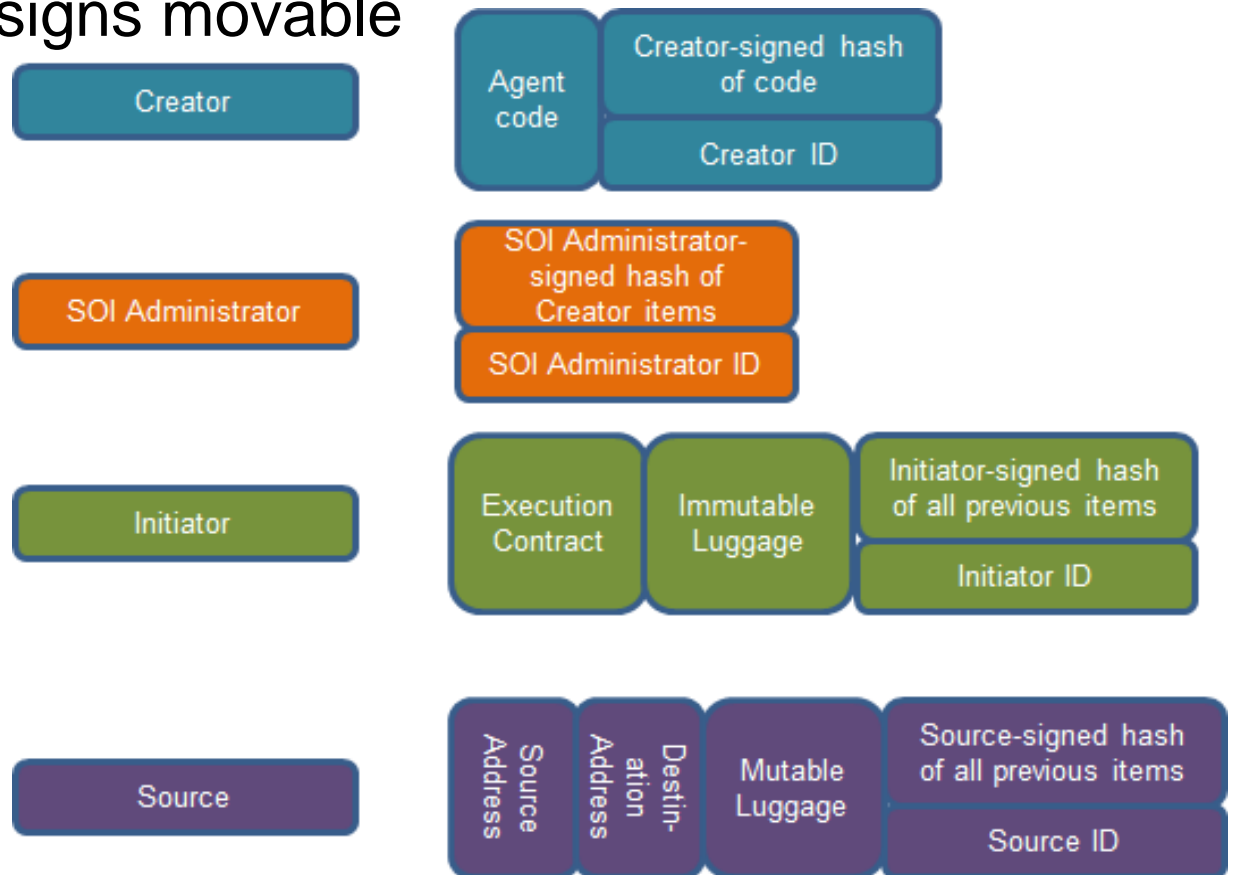 signs movable
Creator
Agent
code
Creator-signed hash
of code
Creator ID
SOI Administrator
SOI Administrator-
signed hash of
Creator items
SOI Administrator ID
Initiator
Execution
Contract
Immutable
Luggage
Initiator-signed hash
of all previous items
Initiator ID
Source
Source
Address
Destin-
ation
Address
Mutable
Luggage
Source-signed hash
of all previous items
Source ID